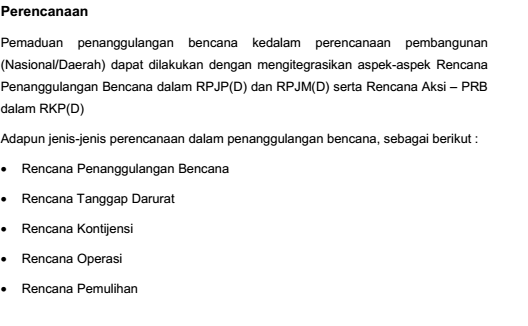 Perencanaan
Pemaduan penanggulangan bencana kedalam perencanaan pembangunan
(Nasional/Daerah) dapat dilakukan dengan mengitegrasikan aspek-aspek Rencana
Penanggulangan Bencana dalam RPJP(D) dan RPJM(D) serta Rencana Aksi – PRB
dalam RKP(D)
Adapun jenis-jenis perencanaan dalam penanggulangan bencana, sebagai berikut :
• Rencana Penanggulangan Bencana
• Rencana Tanggap Darurat
• Rencana Kontijensi
• Rencana Operasi
• Rencana Pemulihan